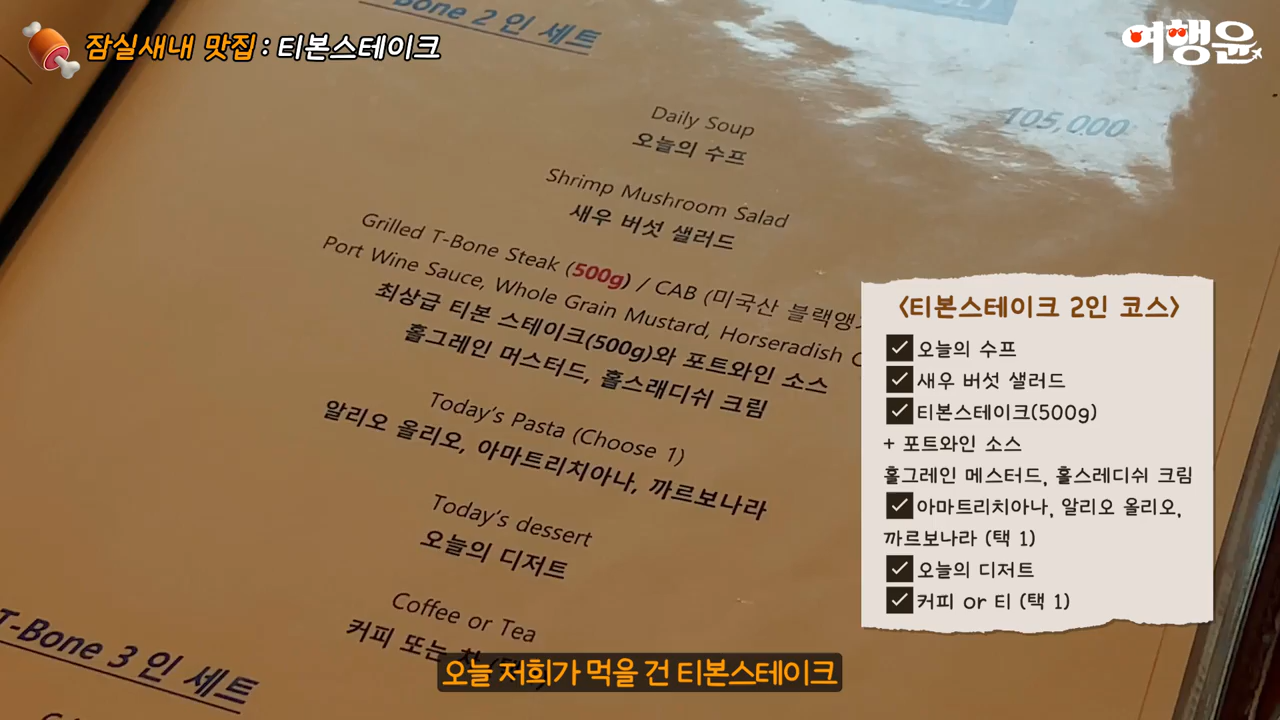 잠실새내 맛집 : 티본스테이크
여행윤
Bone 2 인 세트
105,000
Daily Soup
오늘의 수프
Shrimp Mushroom Salad
새우 버섯 샐러드
Grilled T-Bone Steak (500g) / CAB (미국산 블랙앵
Port Wine Sauce, Whole Grain Mustard, Horseradish C
최상급 티본 스테이크(500g)와 포트와인 소스
홀그레인 머스터드, 홀스래디쉬 크림
Today's Pasta (Choose 1)
알리오 올리오, 아마트리치아나, 까르보나라
Today's dessert
오늘의 디저트
Coffee or Tea
커피 또는
T-Bone 3 인 세트
<티본스테이크 2인 코스>
오늘의 수프
새우 버섯 샐러드
티본스테이크(500g)
+ 포트와인 소스
홀그레인 메스터드, 홀스레디쉬 크림
아마트리치아나, 알리오 올리오,
까르보나라 (택 1)
오늘의 디저트
커피 or 티 (택 1)
오늘 저희가 먹을 건 티본스테이크